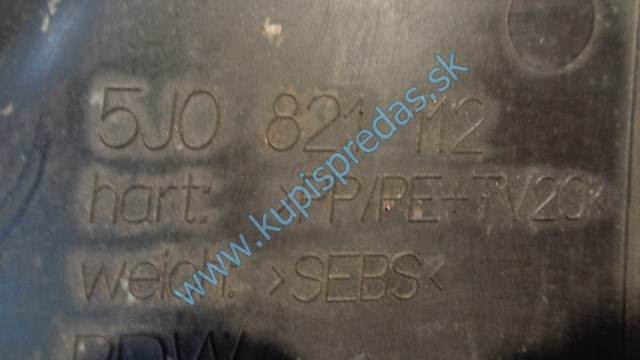 5J0 821 112
hart: >PP/PE+TV20<
weich: >SEBS<
www.kupispredas.sk